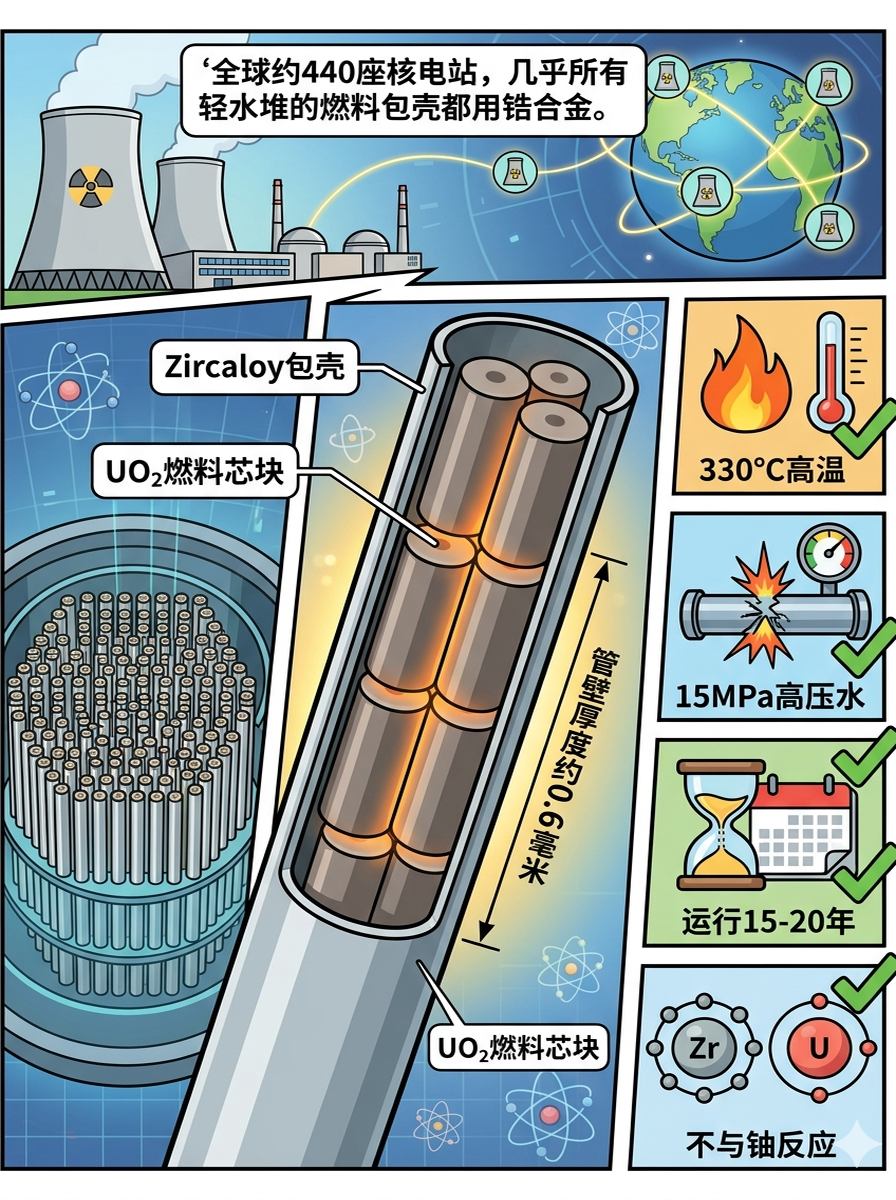 ‘全球约440座核电站，几乎所有
轻水堆的燃料包壳都用锆合金。
Zircaloy包壳
UO₂燃料芯块
管壁厚度约0.6毫米
UO₂燃料芯块
330°C高温
15MPa高压水
运行15-20年
Zr
U
不与铀反应